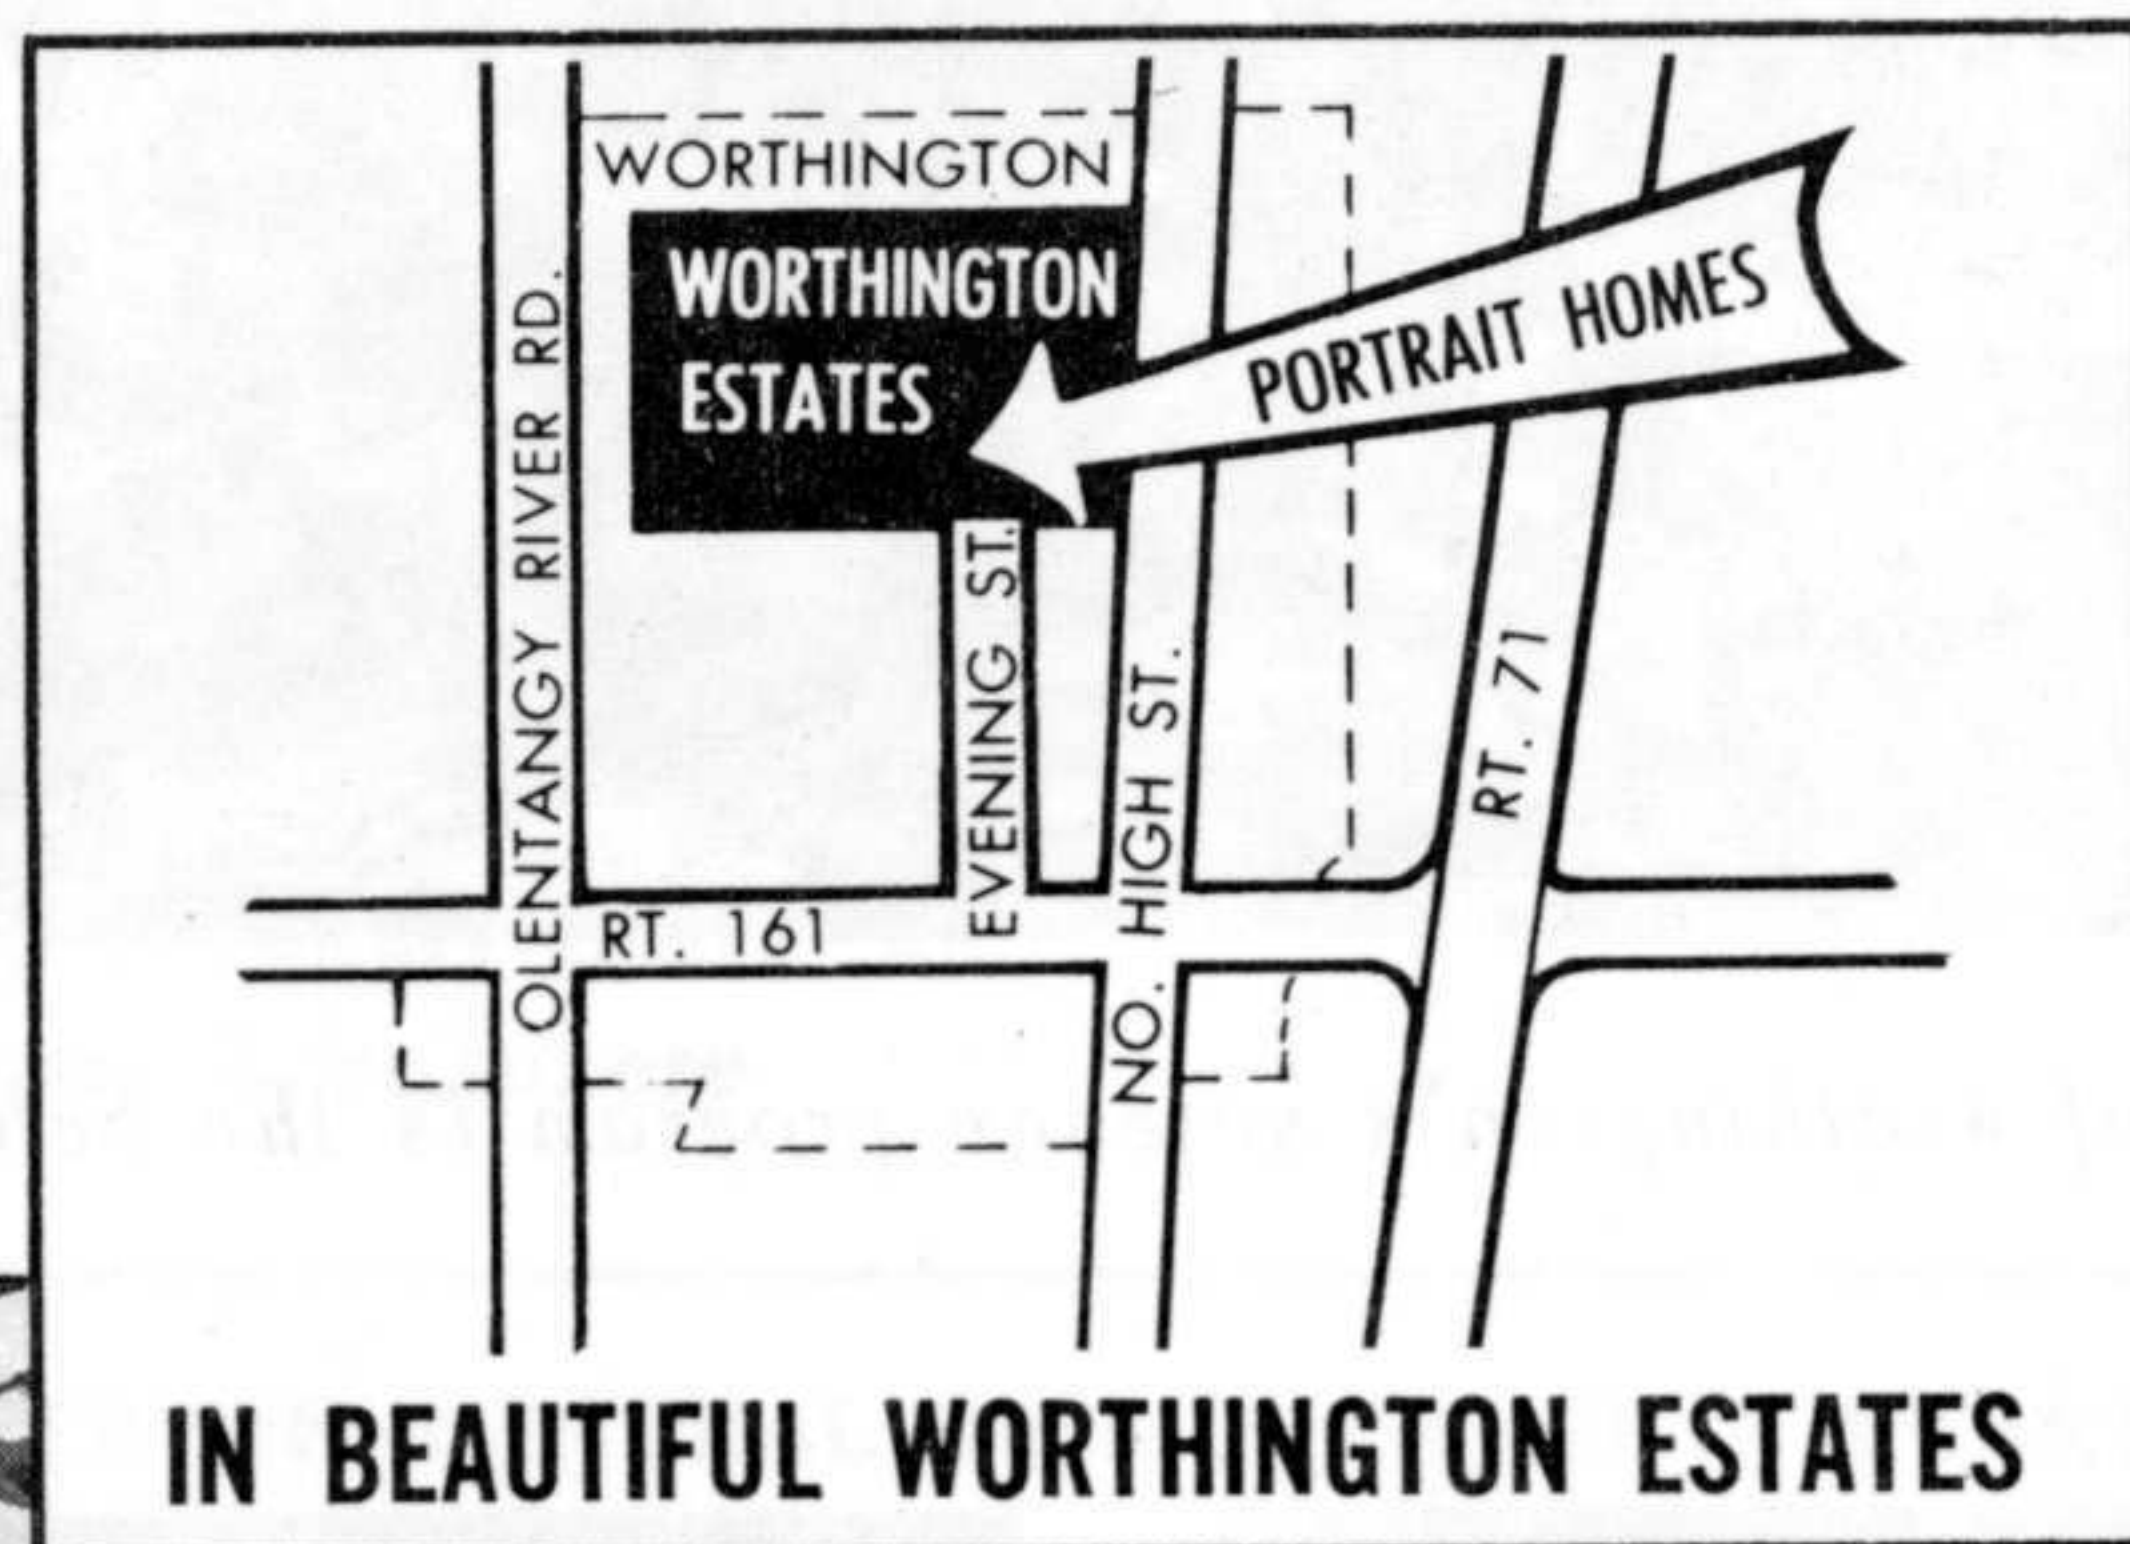 WORTHINGTON
WORTHINGTON
ESTATES
PORTRAIT HOMES
OLENTANGY RIVER RD.
EVENING ST.
NO. HIGH ST.
RT. 71
RT. 161
IN BEAUTIFUL WORTHINGTON ESTATES